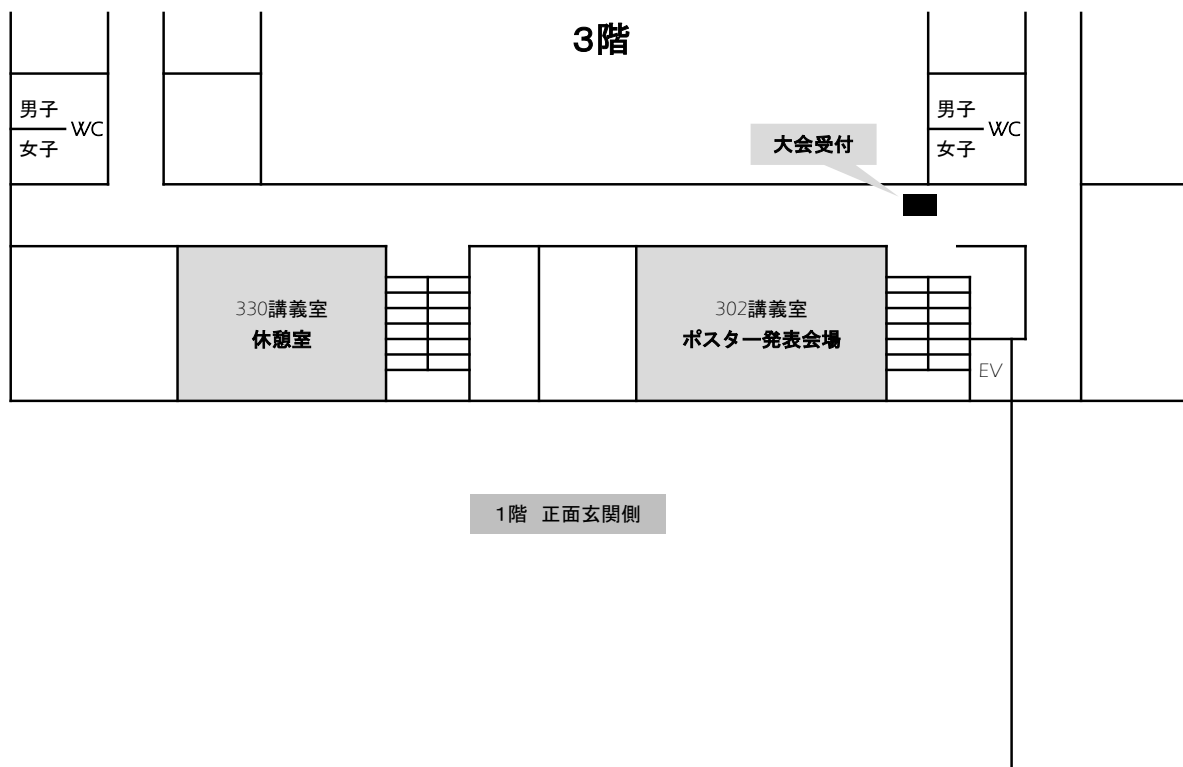 3階
男子
WC
女子
男子
WC
女子
大会受付
330講義室
休憩室
302講義室
ポスター発表会場
EV
1階 正面玄関側